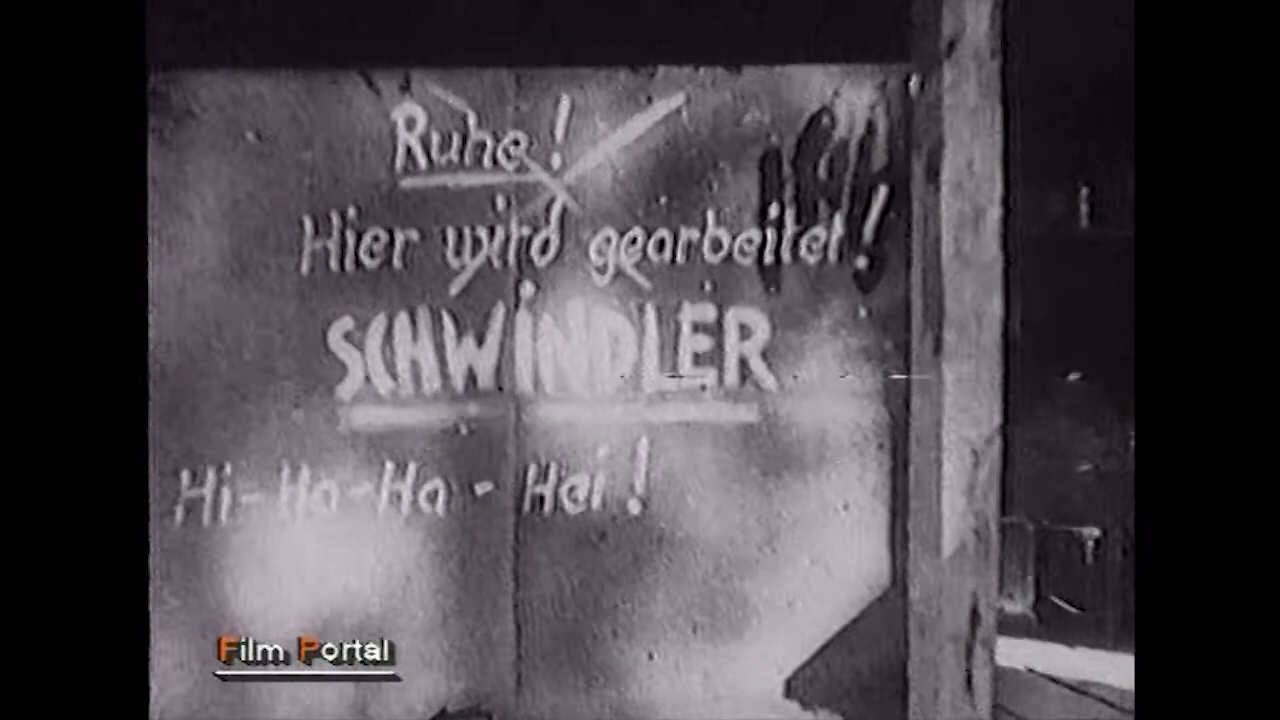 Ruhe!
Hier wird gearbeitet!
SCHWiNDLER
Hi-Ha-Ha-Hei!
Film Portal